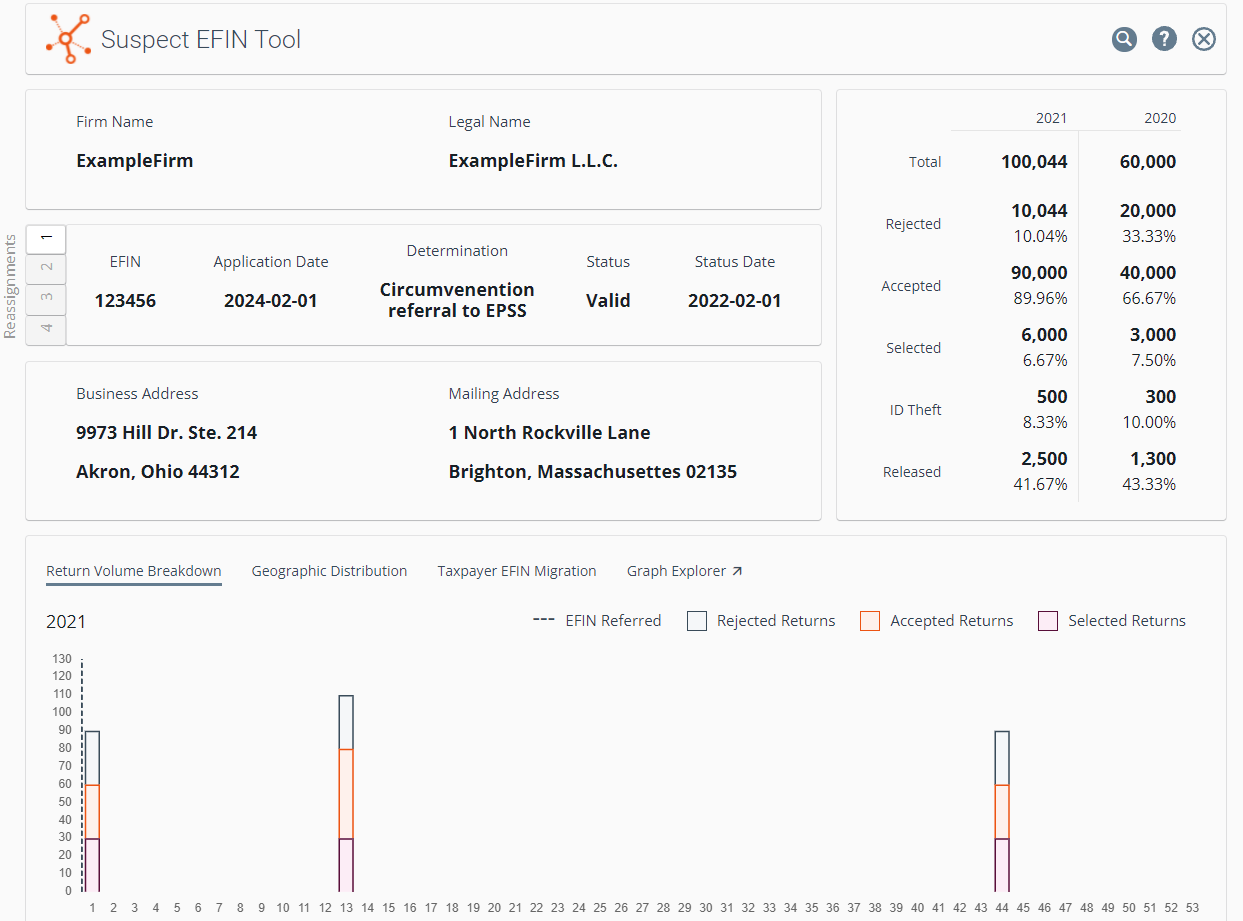 Suspect EFIN Tool
?
Firm Name
Legal Name
ExampleFirm
ExampleFirm L.L.C.
2021 2020
Total 100,044 60,000
Rejected 10,044 20,000
10.04% 33.33%
Accepted 90,000 40,000
89.96% 66.67%
Selected 6,000 3,000
6.67% 7.50%
ID Theft 500 300
8.33% 10.00%
Released 2,500 1,300
41.67% 43.33%
Reassignments
1
2
3
4
EFIN
123456
Application Date
2024-02-01
Determination
Circumvenention
referral to EPSS
Status
Valid
Status Date
2022-02-01
Business Address
9973 Hill Dr. Ste. 214
Akron, Ohio 44312
Mailing Address
1 North Rockville Lane
Brighton, Massachusettes 02135
Return Volume Breakdown Geographic Distribution Taxpayer EFIN Migration Graph Explorer
2021
EFIN Referred Rejected Returns Accepted Returns Selected Returns
130
120
110
100
90
80
70
60
50
40
30
20
10
0
1 2 3 4 5 6 7 8 9 10 11 12 13 14 15 16 17 18 19 20 21 22 23 24 25 26 27 28 29 30 31 32 33 34 35 36 37 38 39 40 41 42 43 44 45 46 47 48 49 50 51 52 53